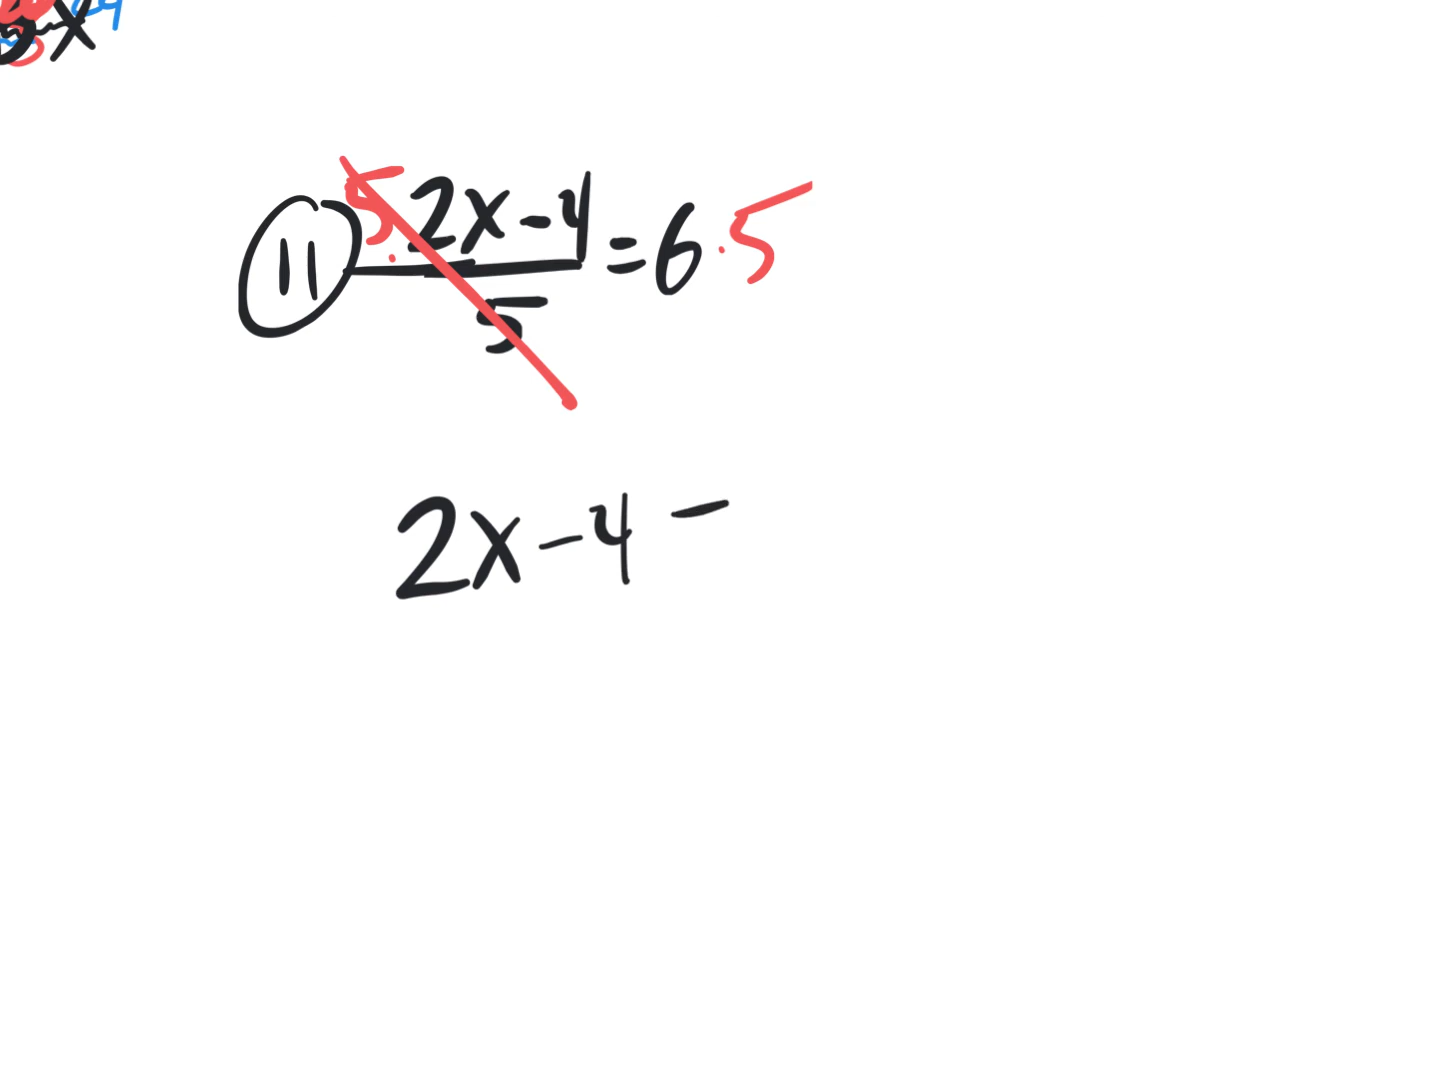 x
11 5 · 2x - 4 = 6 · 5
5
2x - 4 -